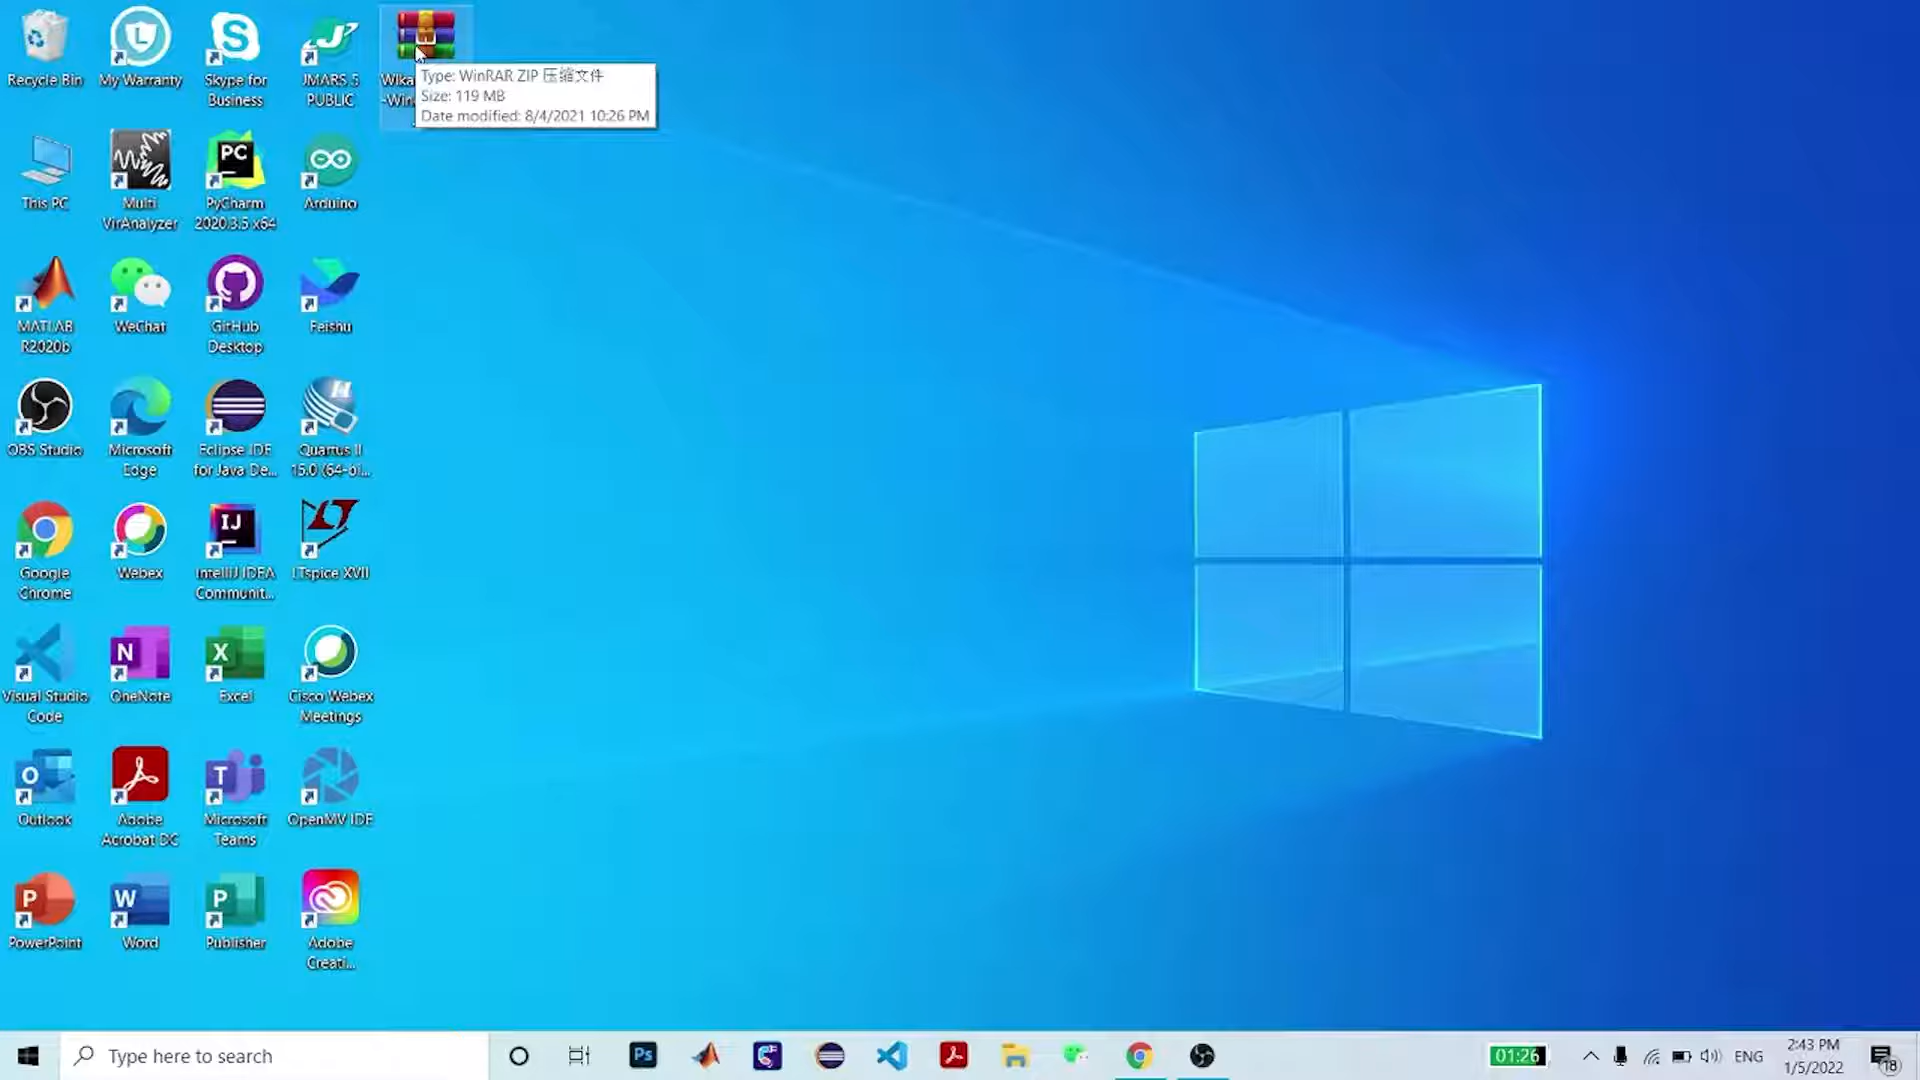 Recycle Bin
My Warranty
Skype for
Business
JMARS 5
PUBLIC
Type: WinRAR ZIP 压缩文件
Size: 119 MB
Date modified: 8/4/2021 10:26 PM
This PC
Multi
VirAnalyzer
PC
PyCharm
2020.3.5 x64
Arduino
MATLAB
R2020b
WeChat
GitHub
Desktop
Feishu
OBS Studio
Microsoft
Edge
Eclipse IDE
for Java De...
Quartus II
15.0 (64-bi...
Google
Chrome
Webex
IJ
IntelliJ IDEA
Communit...
LTspice XVII
Visual Studio
Code
N
OneNote
X
Excel
Cisco Webex
Meetings
O
Outlook
Adobe
Acrobat DC
T
Microsoft
Teams
OpenMV IDE
P
PowerPoint
W
Word
P
Publisher
Adobe
Creati...
Type here to search
Ps
01:26
ENG
2:43 PM
1/5/2022
18